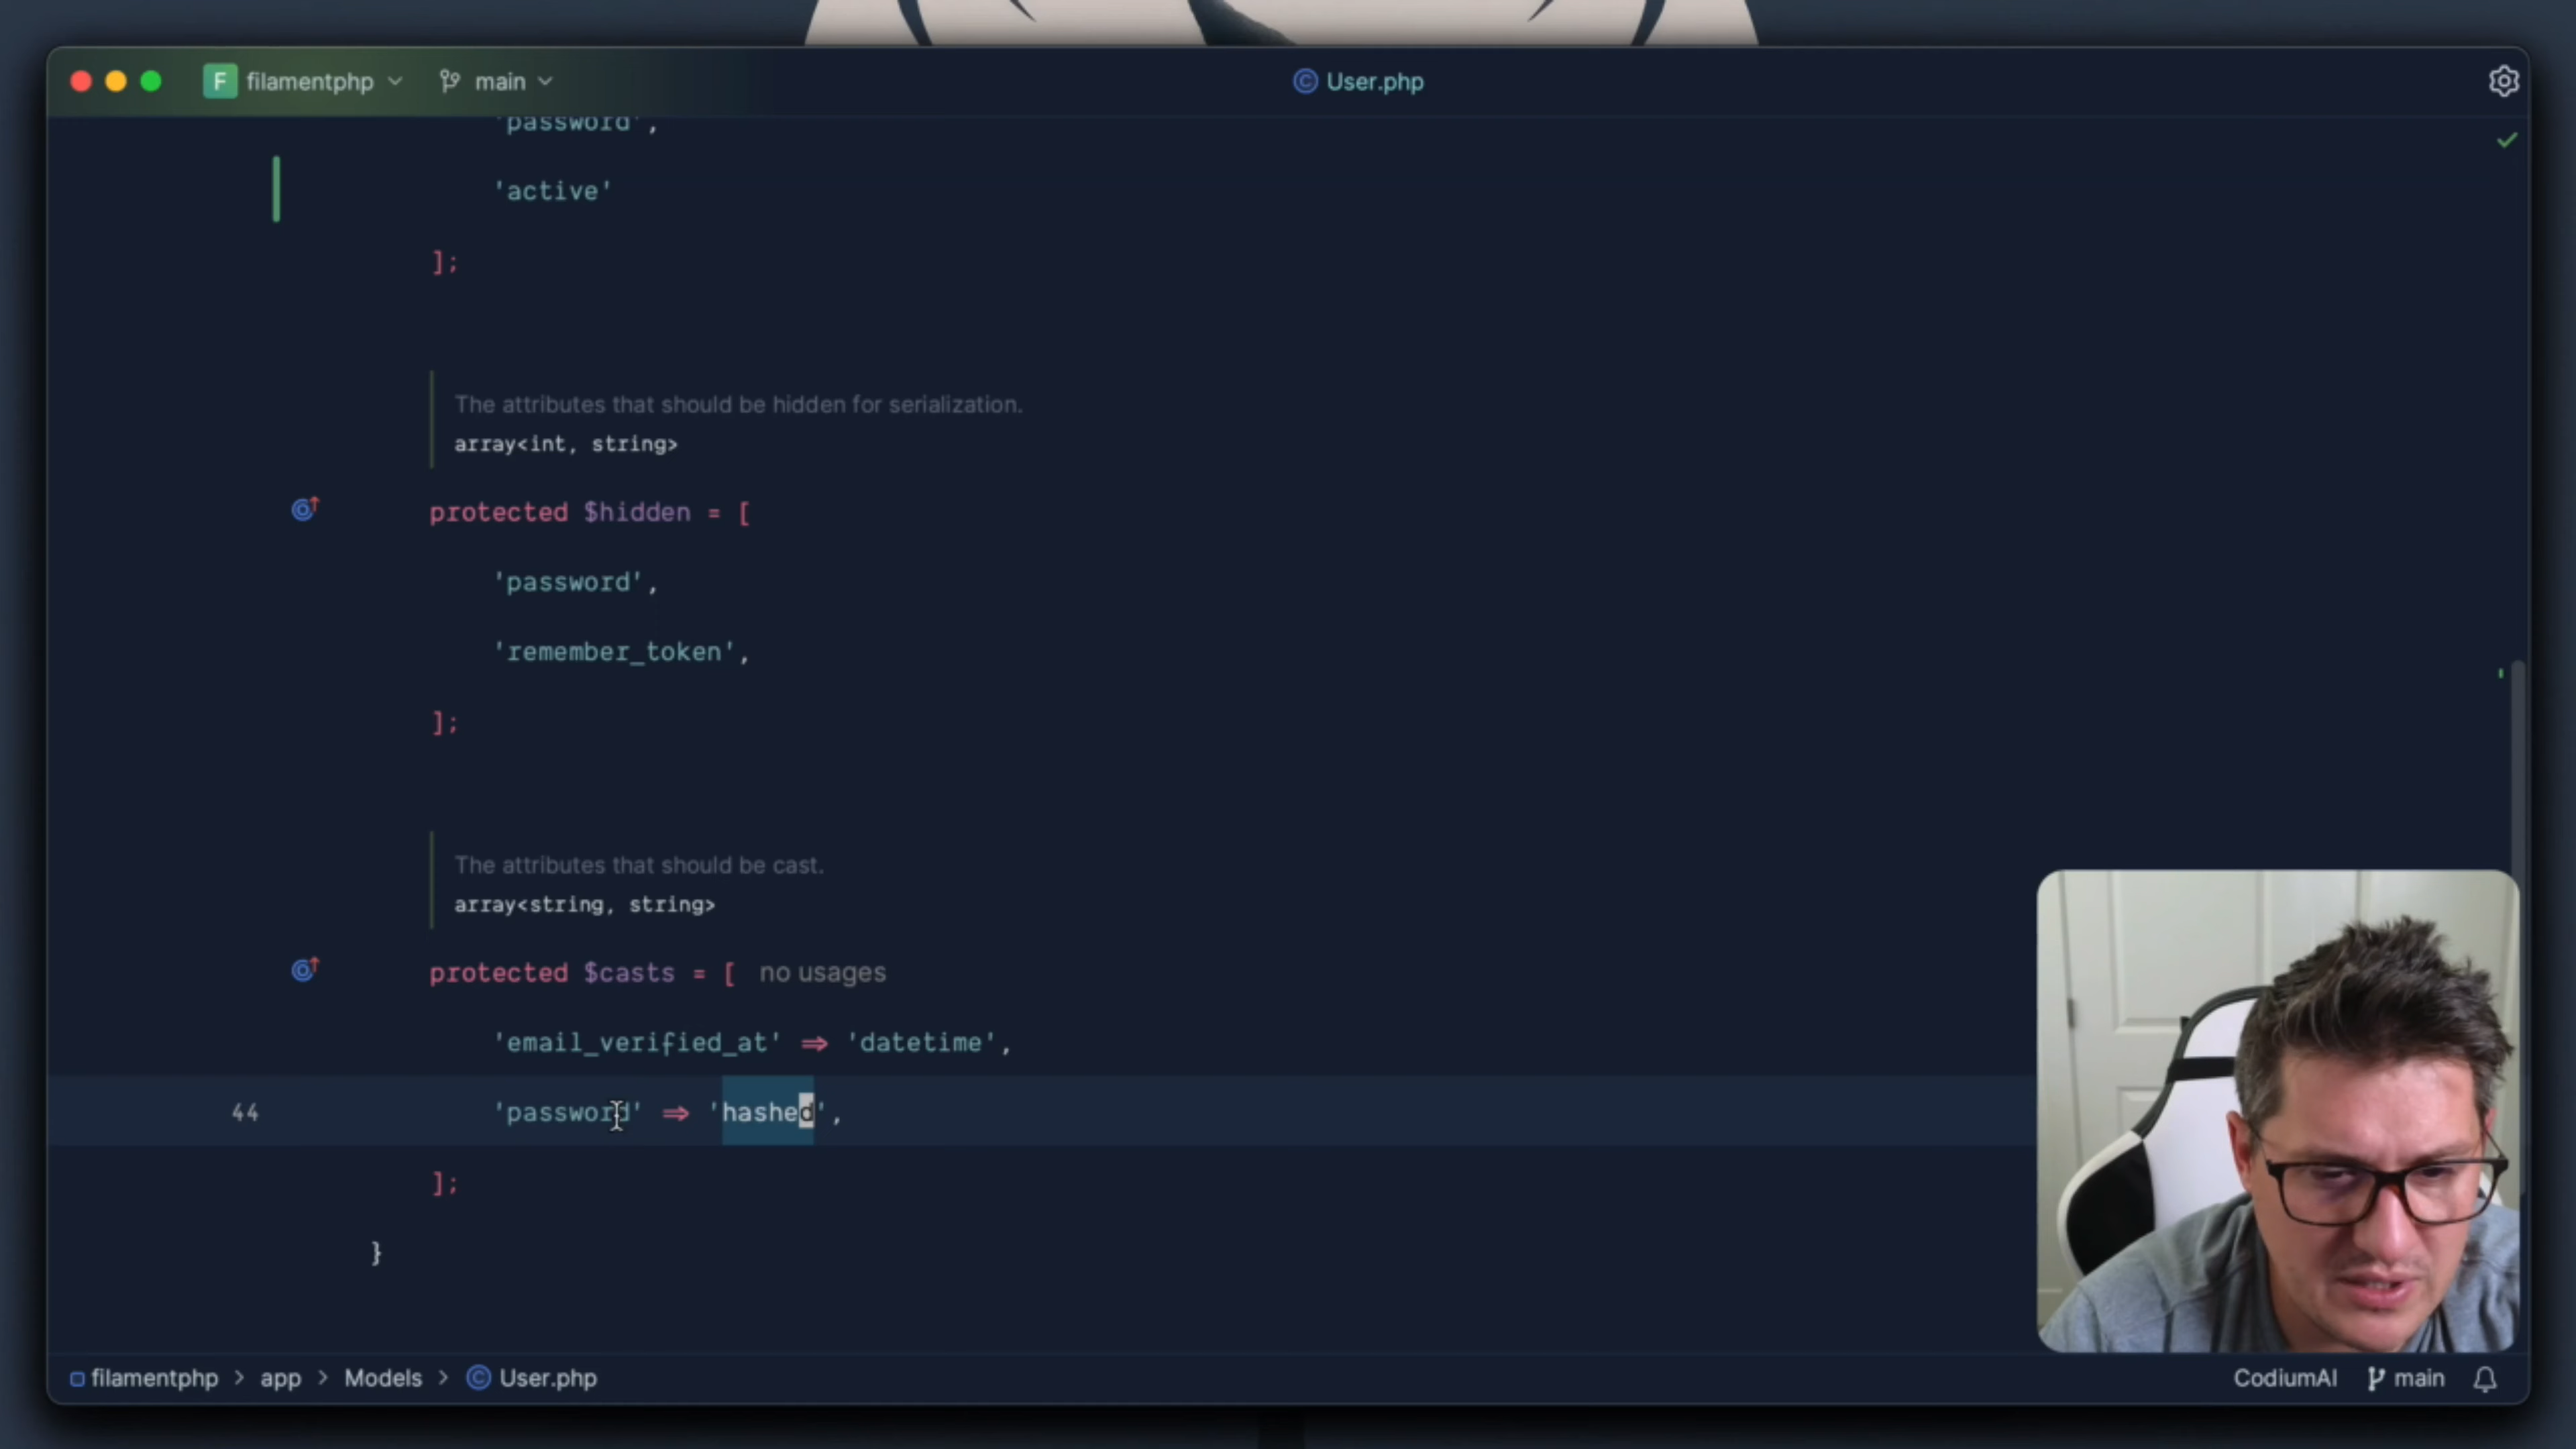 F filamentphp main User.php
'password',
'active'
];
The attributes that should be hidden for serialization.
array<int, string>
protected $hidden = [
'password',
'remember_token',
];
The attributes that should be cast.
array<string, string>
protected $casts = [ no usages
'email_verified_at' => 'datetime',
44 'password' => 'hashed',
];
}
filamentphp > app > Models > User.php CodiumAI main